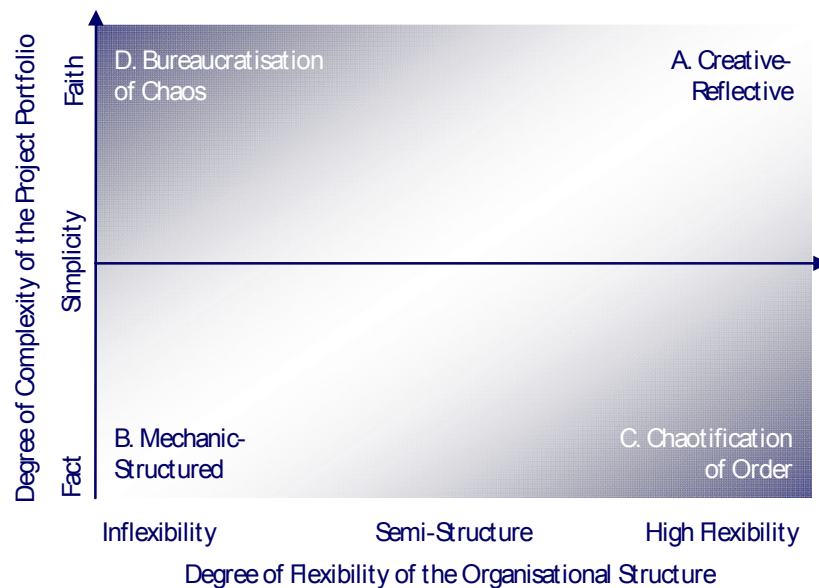 Degree of Complexity of the Project Portfolio
Faith
Simplicity
Fact
D. Bureaucratisation
of Chaos
A. Creative-
Reflective
B. Mechanic-
Structured
C. Chaotification
of Order
Inflexibility
Semi-Structure
High Flexibility
Degree of Flexibility of the Organisational Structure